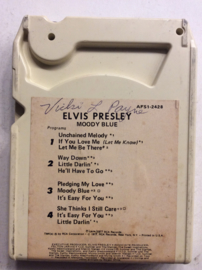 Vicki L Payne
APS1-2428
ELVIS PRESLEY
MOODY BLUE
Programs
Unchained Melody
1 If You Love Me (Let Me Know)
Let Me Be There
Way Down
2 Little Darlin'
He'll Have To Go
Pledging My Love
3 Moody Blue
It's Easy For You
She Thinks I Still Care
4 It's Easy For You
Little Darlin'